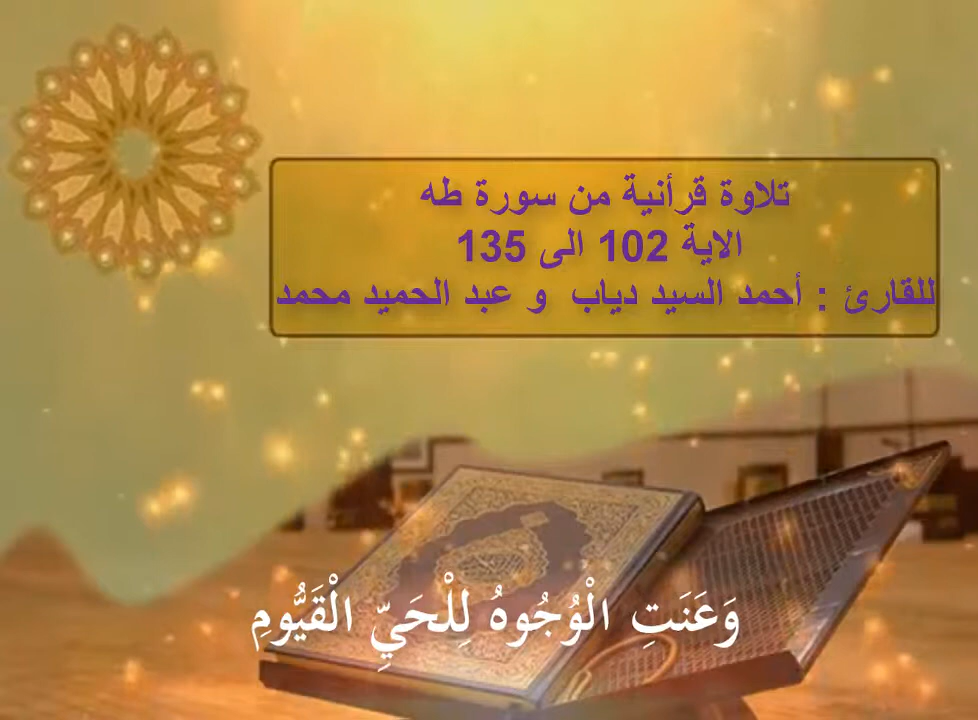 تلاوة قرأنية من سورة طه
الاية 102 الى 135
للقارئ : أحمد السيد دياب و عبد الحميد محمد
وَعَنَتِ الْوُجُوهُ لِلْحَيِّ الْقَيُّومِ